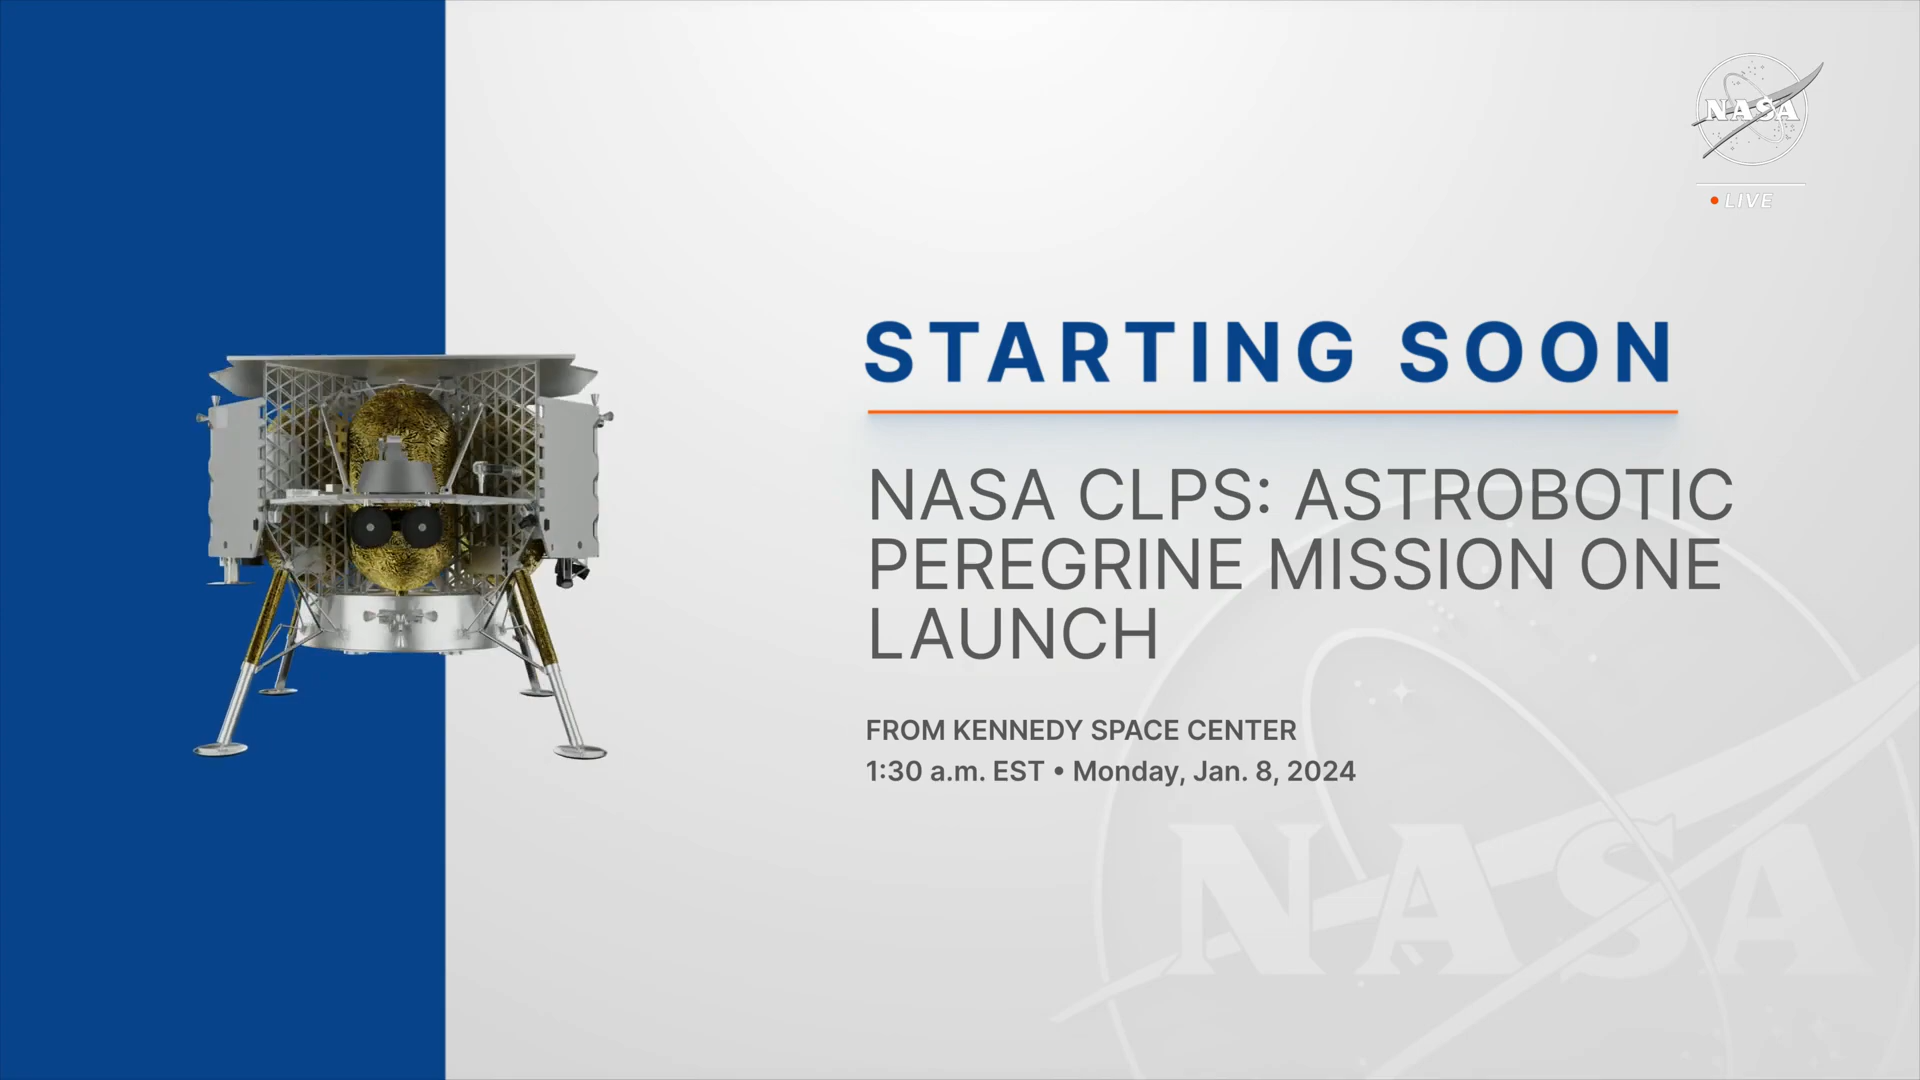 NASA
LIVE
STARTING SOON
NASA CLPS: ASTROBOTIC
PEREGRINE MISSION ONE
LAUNCH
FROM KENNEDY SPACE CENTER
1:30 a.m. EST • Monday, Jan. 8, 2024
NASA